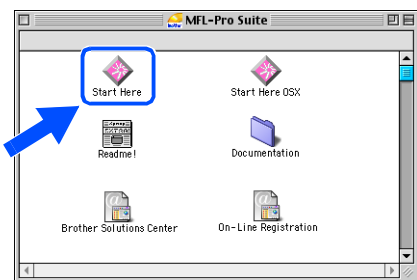 MFL-Pro Suite
Start Here
Start Here OSX
Readme!
Documentation
Brother Solutions Center
On-Line Registration